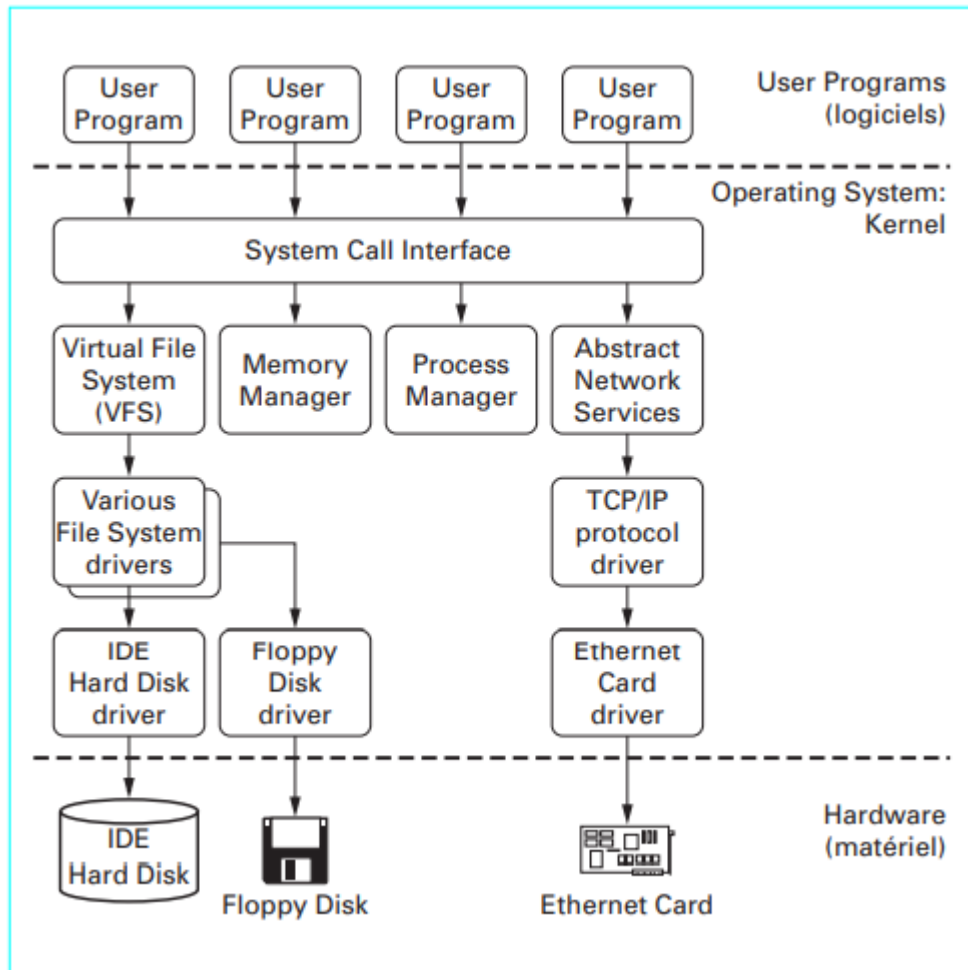 User
Program
User
Program
User
Program
User
Program
User Programs
(logiciels)
Operating System:
Kernel
System Call Interface
Virtual File
System
(VFS)
Memory
Manager
Process
Manager
Abstract
Network
Services
Various
File System
drivers
TCP/IP
protocol
driver
IDE
Hard Disk
driver
Floppy
Disk
driver
Ethernet
Card
driver
IDE
Hard Disk
Floppy Disk
Ethernet Card
Hardware
(matériel)